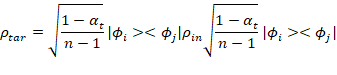 ρ_tar = √((1 − α_t)/(n − 1)) |ϕ_i >< ϕ_j|ρ_in √((1 − α_t)/(n − 1)) |ϕ_i >< ϕ_j|